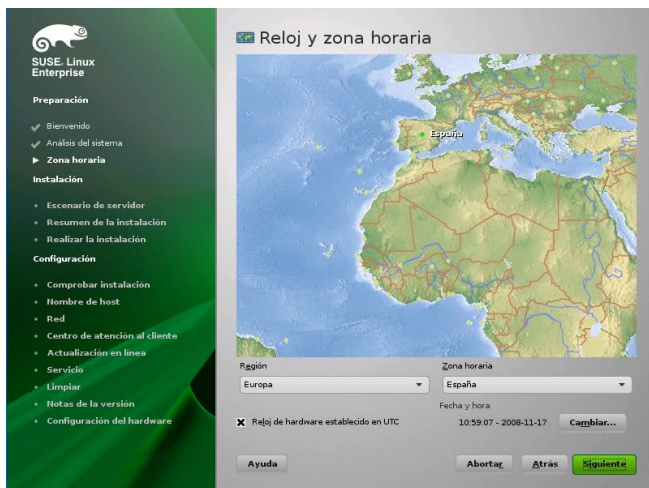 SUSE. Linux
Enterprise
Preparación
Bienvenido
Análisis del sistema
Zona horaria
Instalación
Escenario de servidor
Resumen de la instalación
Realizar la instalación
Configuración
Comprobar instalación
Nombre de host
Red
Centro de atención al cliente
Actualización en línea
Servicio
Limpiar
Notas de la versión
Configuración del hardware
Reloj y zona horaria
España
Región
Zona horaria
Europa
España
Fecha y hora
Reloj de hardware establecido en UTC
10:59:07 - 2008-11-17
Cambiar...
Ayuda
Abortar
Atrás
Siguiente